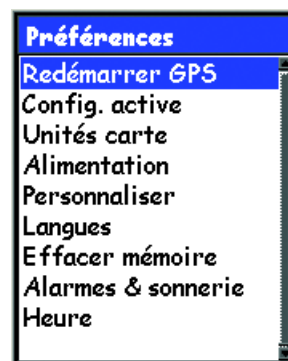 Préférences
Redémarrer GPS
Config. active
Unités carte
Alimentation
Personnaliser
Langues
Effacer mémoire
Alarmes & sonnerie
Heure